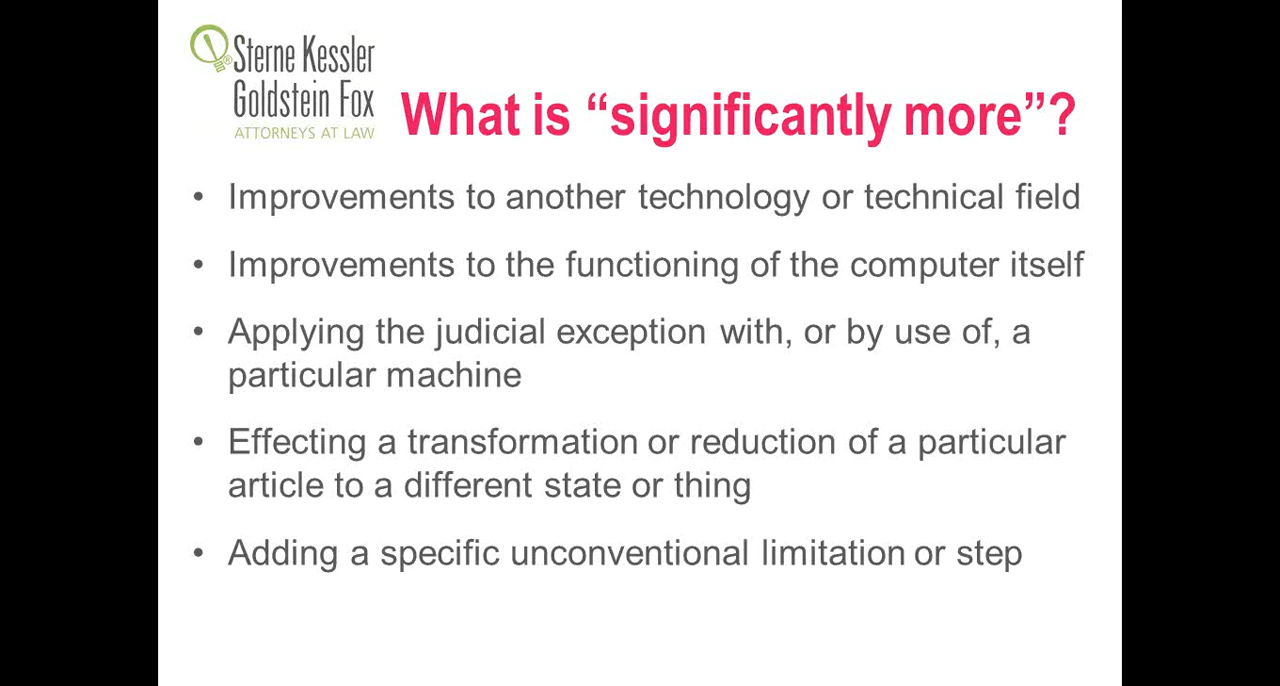 Sterne Kessler
Goldstein Fox
ATTORNEYS AT LAW
What is “significantly more”?
• Improvements to another technology or technical field
• Improvements to the functioning of the computer itself
• Applying the judicial exception with, or by use of, a
particular machine
• Effecting a transformation or reduction of a particular
article to a different state or thing
• Adding a specific unconventional limitation or step